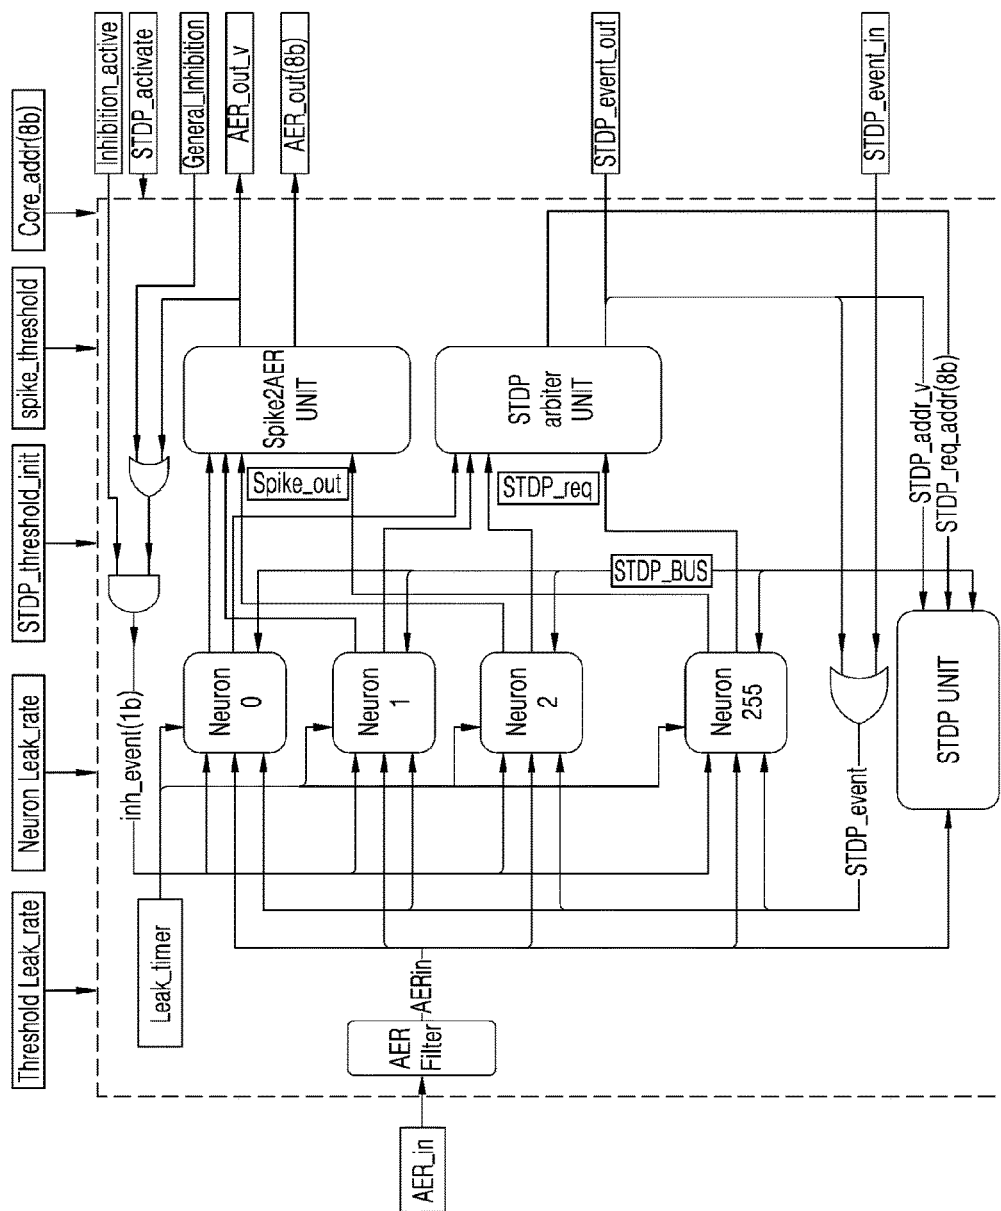 Threshold Leak_rate
Neuron Leak_rate
STDP_threshold_init
spike_threshold
Core_addr(8b)
Inhibition_active
STDP_activate
General_Inhibition
AER_out_v
AER_out(8b)
STDP_event_out
STDP_event_in
AER_in
AER
Filter
AERin
Leak_timer
inh_event(1b)
Neuron
0
Neuron
1
Neuron
2
Neuron
255
STDP_BUS
Spike_out
STDP_req
Spike2AER
UNIT
STDP
arbiter
UNIT
STDP_event
STDP_addr_v
STDP_req_addr(8b)
STDP UNIT